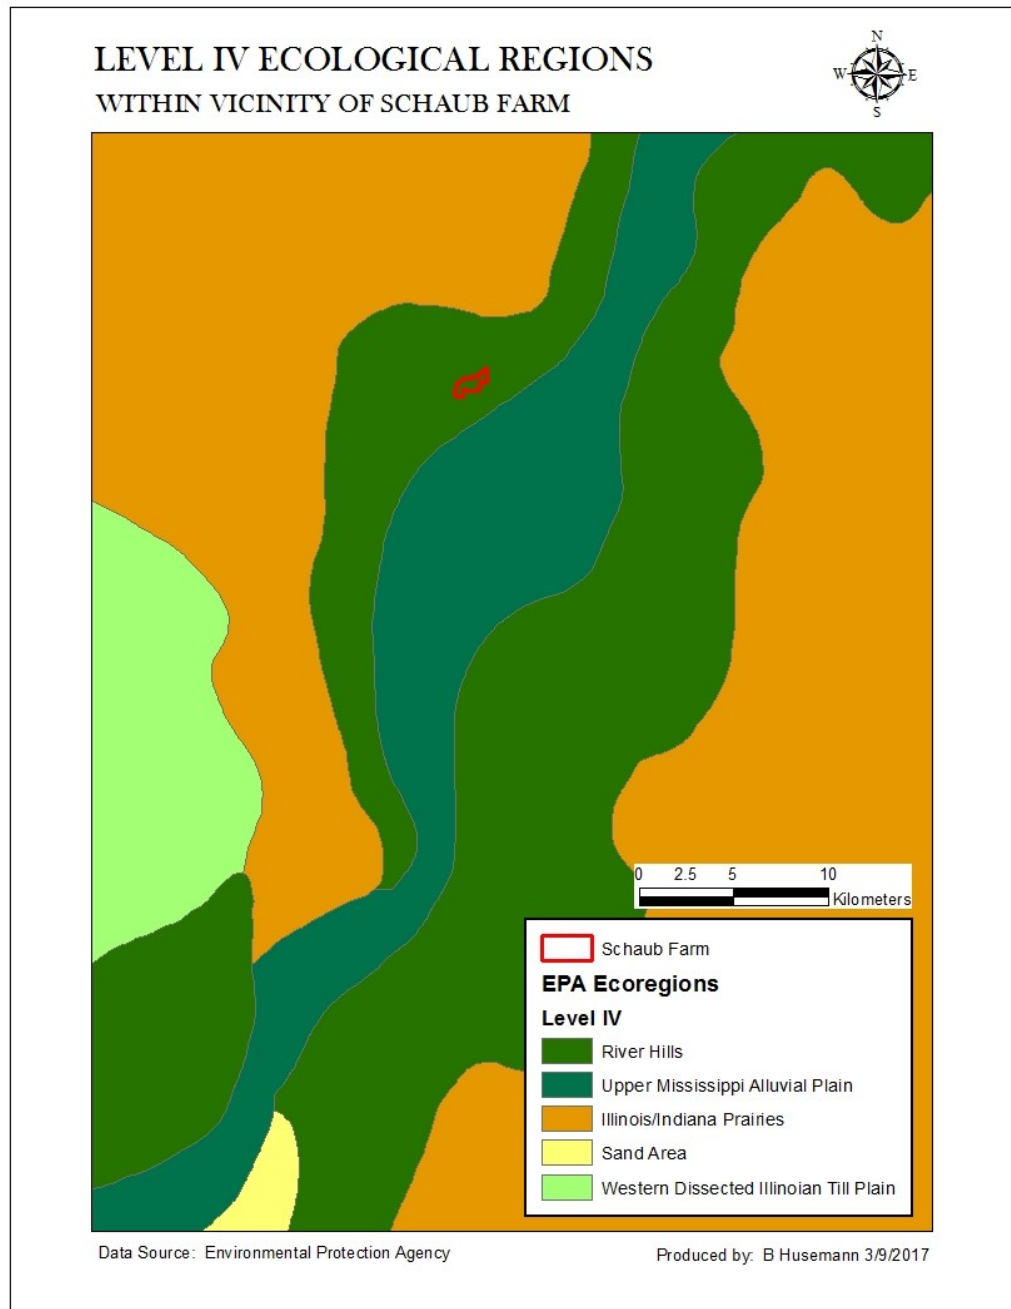 LEVEL IV ECOLOGICAL REGIONS
WITHIN VICINITY OF SCHAUB FARM
N
W E
S
0 2.5 5 10
Kilometers
Schaub Farm
EPA Ecoregions
Level IV
River Hills
Upper Mississippi Alluvial Plain
Illinois/Indiana Prairies
Sand Area
Western Dissected Illinoian Till Plain
Data Source: Environmental Protection Agency
Produced by: B Husemann 3/9/2017